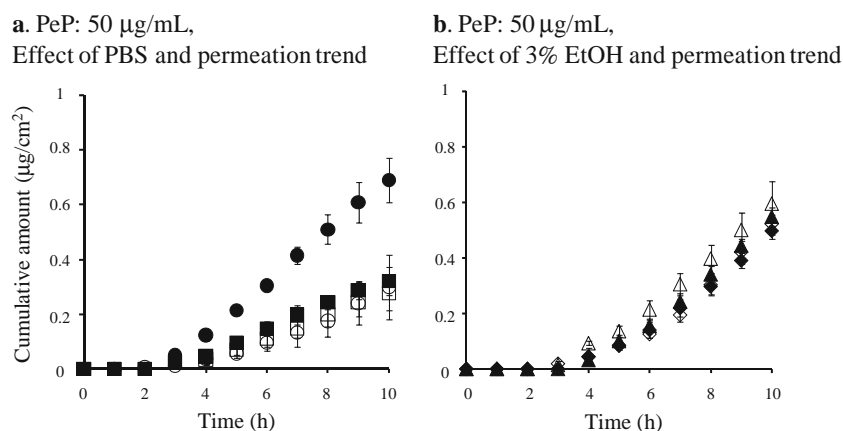 a. PeP: 50 µg/mL,
Effect of PBS and permeation trend
b. PeP: 50 µg/mL,
Effect of 3% EtOH and permeation trend
Cumulative amount (µg/cm²)
1
0.8
0.6
0.4
0.2
0
0 2 4 6 8 10
Time (h)
1
0.8
0.6
0.4
0.2
0
0 2 4 6 8 10
Time (h)